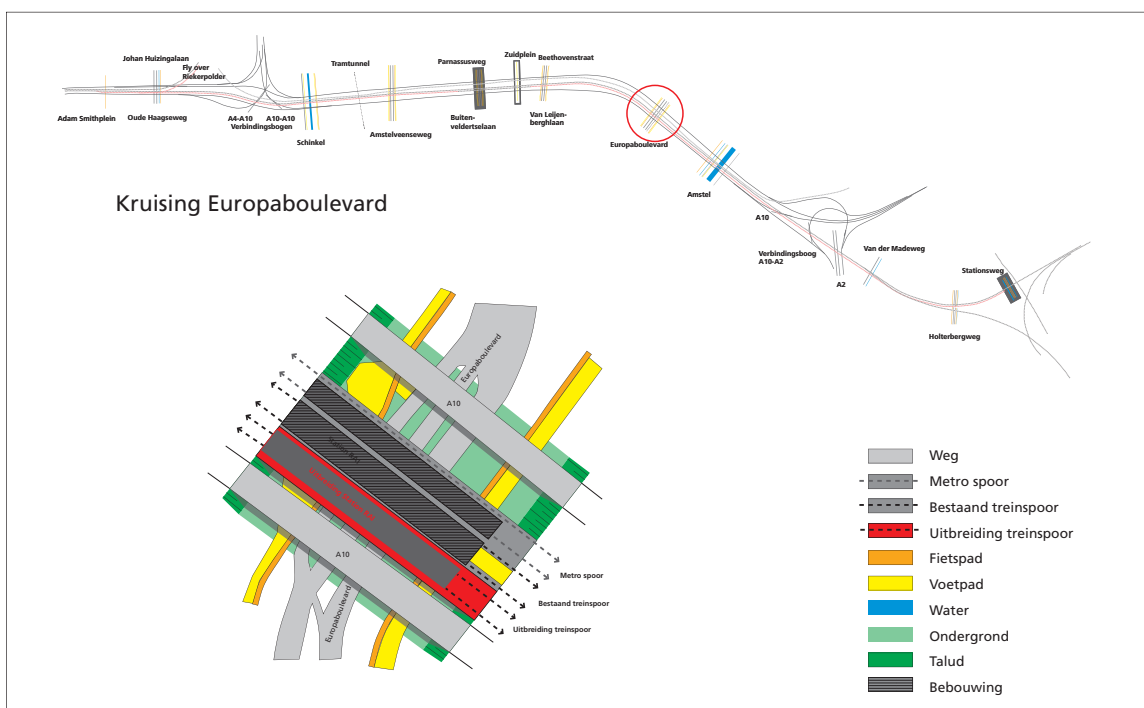 Johan Huizingalaan
Fly over
Riekerpolder
Tramtunnel
Parnassusweg
Zuidplein
Beethovenstraat
Adam Smithplein
Oude Haagseweg
A4-A10
A10-A10
Verbindingsbogen
Schinkel
Amstelveenseweg
Buiten-
veldertselaan
Van Leijen-
berghlaan
Europaboulevard
Amstel
A10
Verbindingsboog
A10-A2
A2
Van der Madeweg
Stationsweg
Holterbergweg
Kruising Europaboulevard
Europaboulevard
A10
Station RAI
A10
Europaboulevard
Metro spoor
Bestaand treinspoor
Uitbreiding treinspoor
Weg
Metro spoor
Bestaand treinspoor
Uitbreiding treinspoor
Fietspad
Voetpad
Water
Ondergrond
Talud
Bebouwing